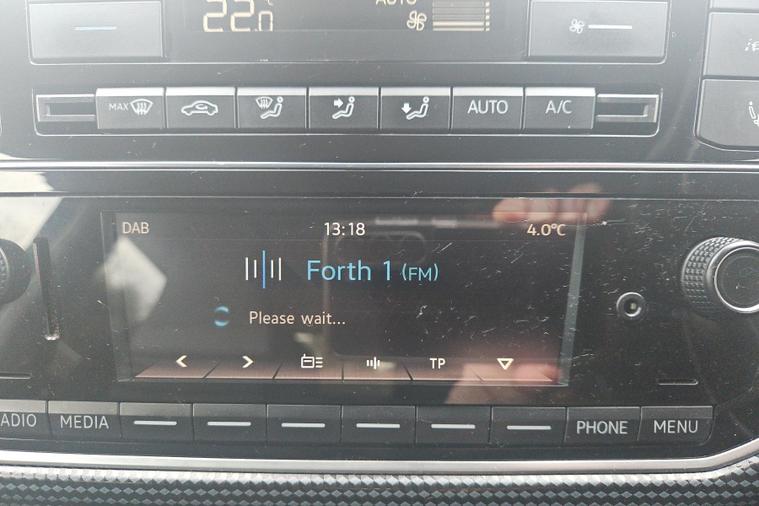 22.0 AUTO
MAX AUTO A/C
DAB 13:18 4.0°C
Forth 1 (FM)
Please wait...
< > TP
MEDIA PHONE MENU